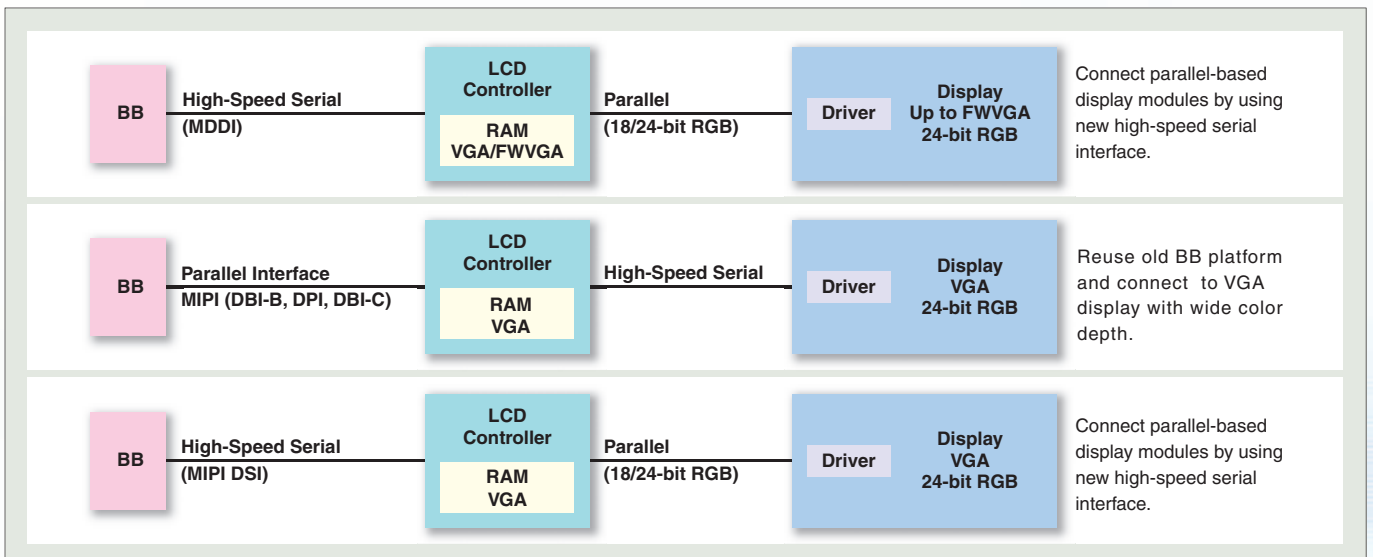 BB
High-Speed Serial
(MDDI)
LCD
Controller
RAM
VGA/FWVGA
Parallel
(18/24-bit RGB)
Driver
Display
Up to FWVGA
24-bit RGB
Connect parallel-based
display modules by using
new high-speed serial
interface.
BB
Parallel Interface
MIPI (DBI-B, DPI, DBI-C)
LCD
Controller
RAM
VGA
High-Speed Serial
Driver
Display
VGA
24-bit RGB
Reuse old BB platform
and connect to VGA
display with wide color
depth.
BB
High-Speed Serial
(MIPI DSI)
LCD
Controller
RAM
VGA
Parallel
(18/24-bit RGB)
Driver
Display
VGA
24-bit RGB
Connect parallel-based
display modules by using
new high-speed serial
interface.